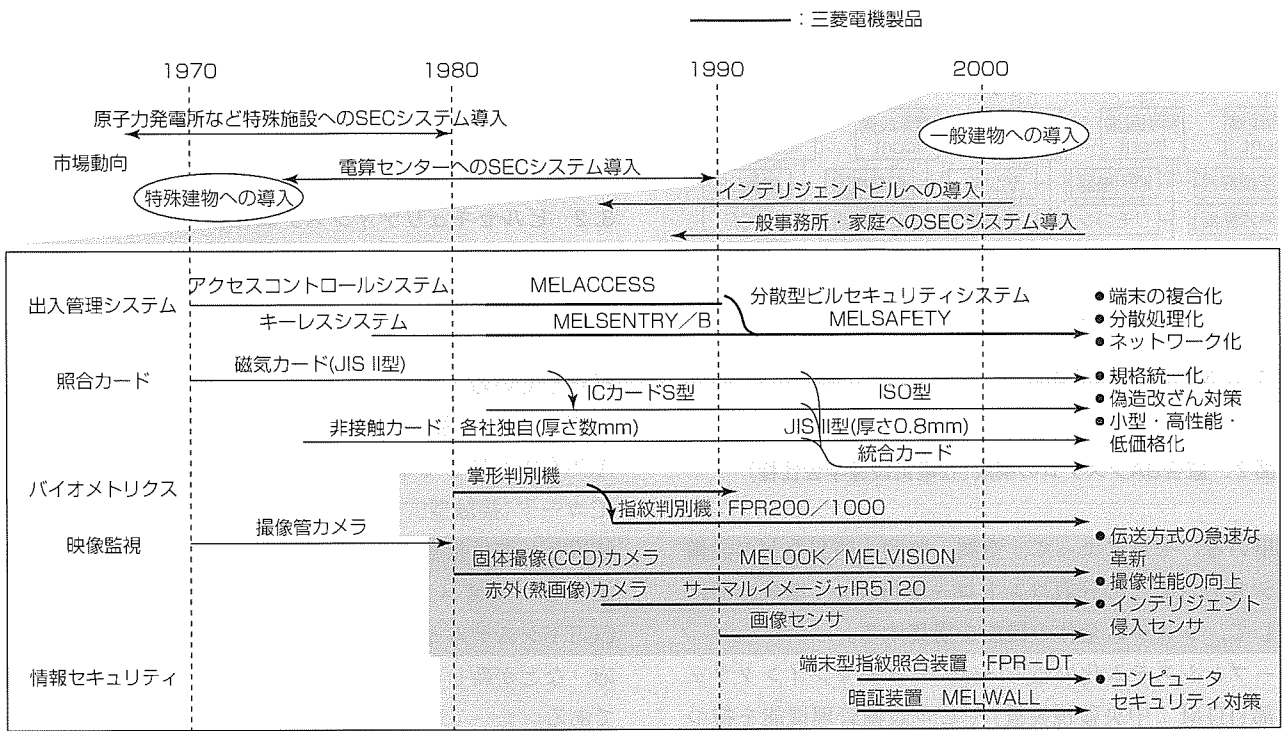 ：三菱電機製品
1970 1980 1990 2000
原子力発電所など特殊施設へのSECシステム導入
一般建物への導入
市場動向
電算センターへのSECシステム導入
特殊建物への導入
インテリジェントビルへの導入
一般事務所・家庭へのSECシステム導入
出入管理システム
アクセスコントロールシステム MELACCESS
分散型ビルセキュリティシステム
キーレスシステム MELSENTRY／B MELSAFETY
●端末の複合化
●分散処理化
●ネットワーク化
照合カード
磁気カード(JIS II型)
ICカードS型 ISO型
非接触カード 各社独自(厚さ数mm) JIS II型(厚さ0.8mm)
統合カード
●規格統一化
●偽造改ざん対策
●小型・高性能・
低価格化
バイオメトリクス
掌形判別機
指紋判別機 FPR200／1000
映像監視
撮像管カメラ
固体撮像(CCD)カメラ MELOOK／MELVISION
赤外(熱画像)カメラ サーマルイメージャIR5120
画像センサ
●伝送方式の急速な
革新
●撮像性能の向上
●インテリジェント
侵入センサ
情報セキュリティ
端末型指紋照合装置 FPR－DT
暗証装置 MELWALL
●コンピュータ
セキュリティ対策